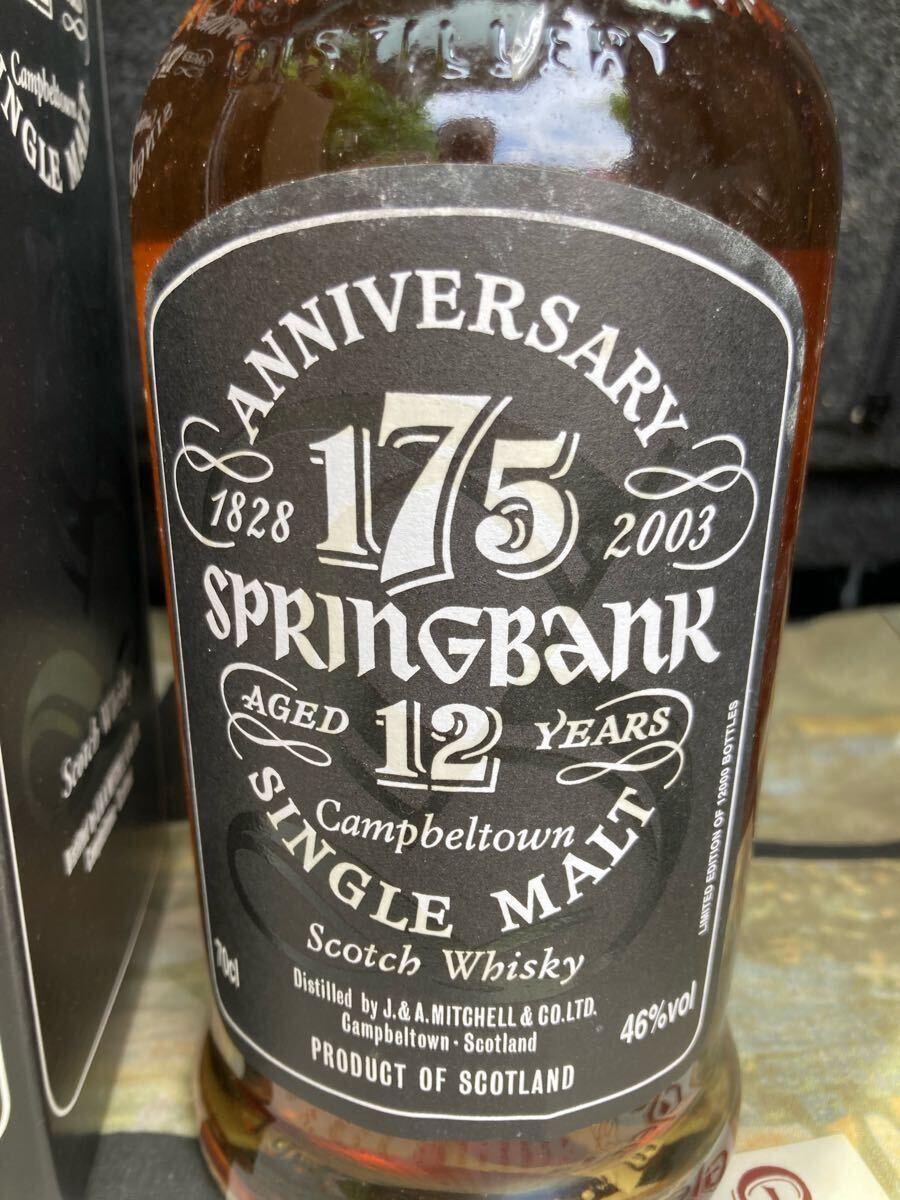 DISTILLERY
ANNIVERSARY
175
1828
2003
SPRINGBANK
AGED
12
YEARS
Campbeltown
SINGLE MALT
Scotch Whisky
70cl
Distilled by J.& A.MITCHELL & CO.LTD.
Campbeltown · Scotland
46%vol
PRODUCT OF SCOTLAND
LIMITED EDITION OF 12000 BOTTLES
Campbeltown
SINGLE MALT
Scotch Whisky